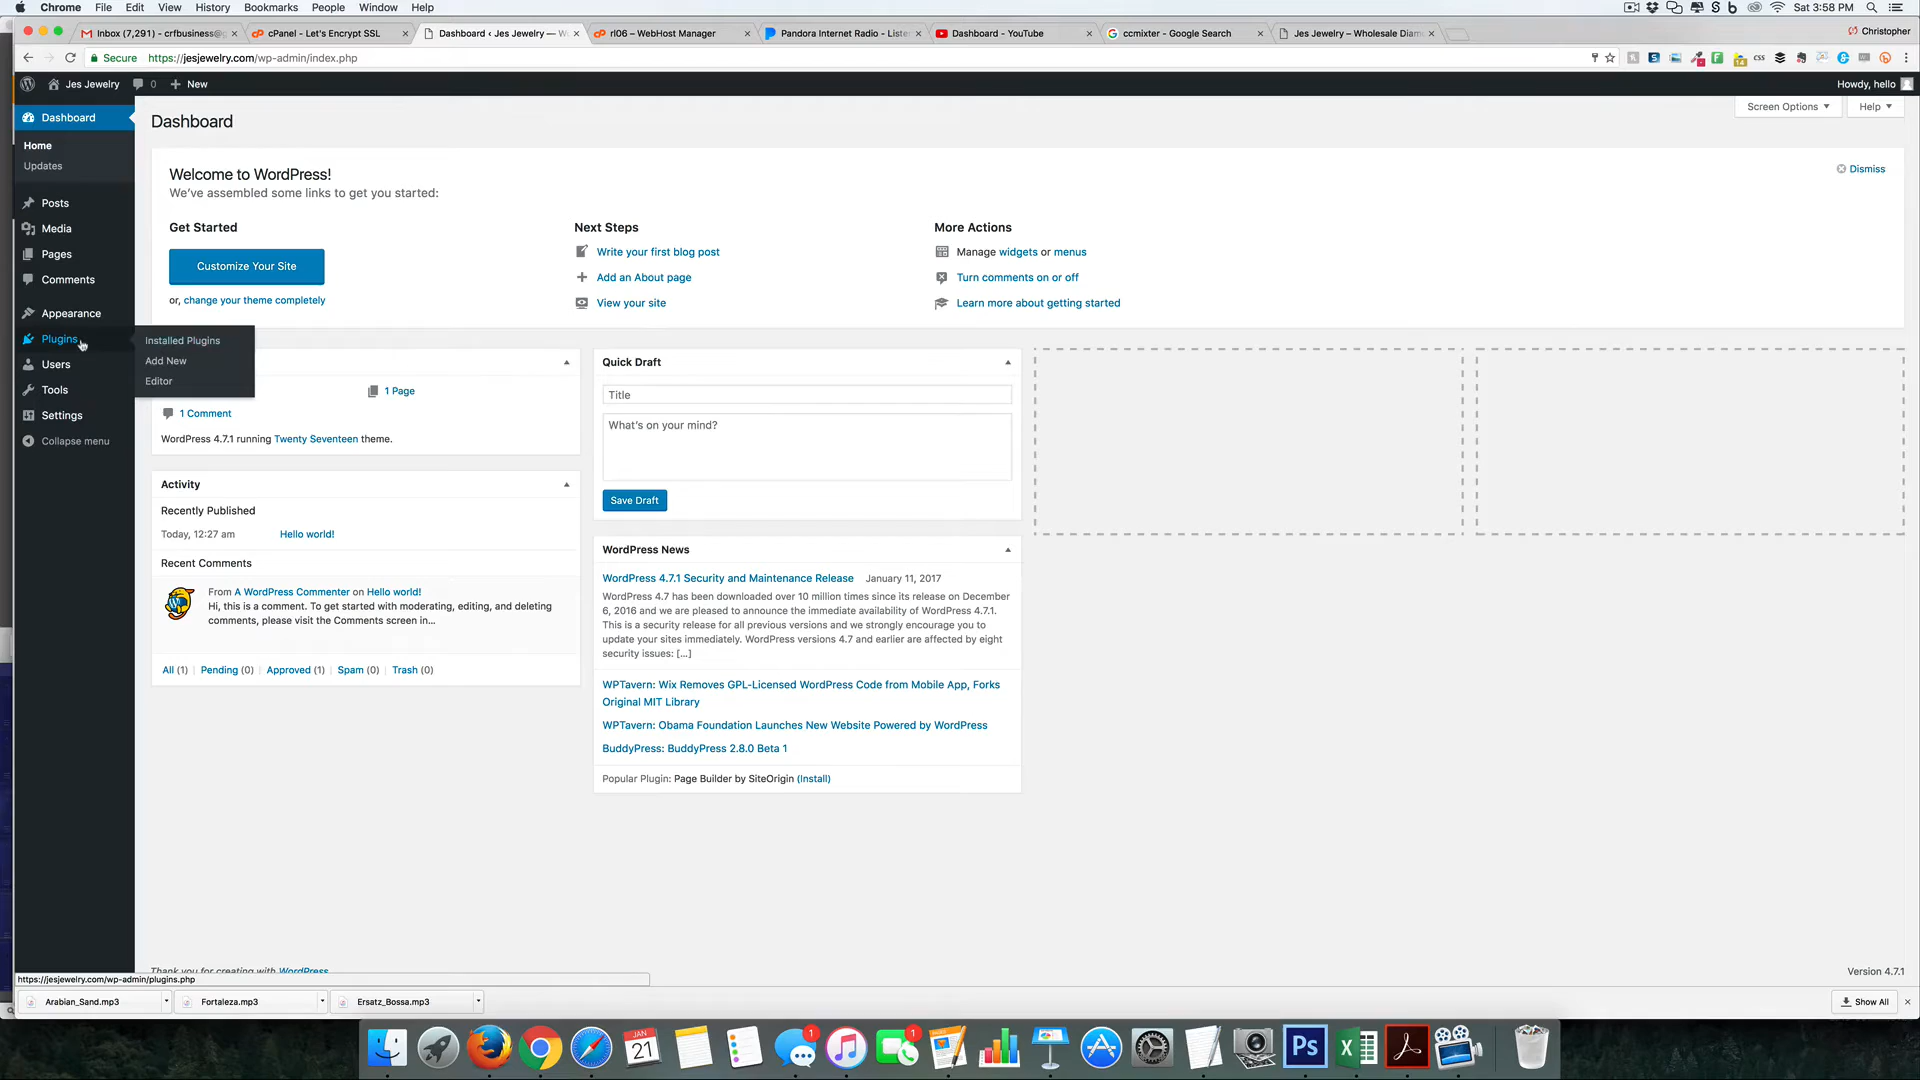 Chrome File Edit View History Bookmarks People Window Help
Sat 3:58 PM
Inbox (7,291) - crfbusiness@g
cPanel - Let's Encrypt SSL
Dashboard ‹ Jes Jewelry — W
rl06 – WebHost Manager
Pandora Internet Radio - Liste
Dashboard - YouTube
ccmixter - Google Search
Jes Jewelry – Wholesale Diam
Christopher
Secure https://jesjewelry.com/wp-admin/index.php
Jes Jewelry 0 New
Howdy, hello
Dashboard
Home
Updates
Posts
Media
Pages
Comments
Appearance
Plugins
Users
Tools
Settings
Collapse menu
Installed Plugins
Add New
Editor
Dashboard
Screen Options
Help
Welcome to WordPress!
We've assembled some links to get you started:
Dismiss
Get Started
Customize Your Site
or, change your theme completely
Next Steps
Write your first blog post
Add an About page
View your site
More Actions
Manage widgets or menus
Turn comments on or off
Learn more about getting started
1 Page
1 Comment
WordPress 4.7.1 running Twenty Seventeen theme.
Activity
Recently Published
Today, 12:27 am Hello world!
Recent Comments
From A WordPress Commenter on Hello world!
Hi, this is a comment. To get started with moderating, editing, and deleting
comments, please visit the Comments screen in...
All (1) | Pending (0) | Approved (1) | Spam (0) | Trash (0)
Quick Draft
Title
What's on your mind?
Save Draft
WordPress News
WordPress 4.7.1 Security and Maintenance Release January 11, 2017
WordPress 4.7 has been downloaded over 10 million times since its release on December
6, 2016 and we are pleased to announce the immediate availability of WordPress 4.7.1.
This is a security release for all previous versions and we strongly encourage you to
update your sites immediately. WordPress versions 4.7 and earlier are affected by eight
security issues: [...]
WPTavern: Wix Removes GPL-Licensed WordPress Code from Mobile App, Forks
Original MIT Library
WPTavern: Obama Foundation Launches New Website Powered by WordPress
BuddyPress: BuddyPress 2.8.0 Beta 1
Popular Plugin: Page Builder by SiteOrigin (Install)
Thank you for creating with WordPress
Version 4.7.1
https://jesjewelry.com/wp-admin/plugins.php
Arabian_Sand.mp3
Fortaleza.mp3
Ersatz_Bossa.mp3
Show All
JAN
21
1
1
Ps